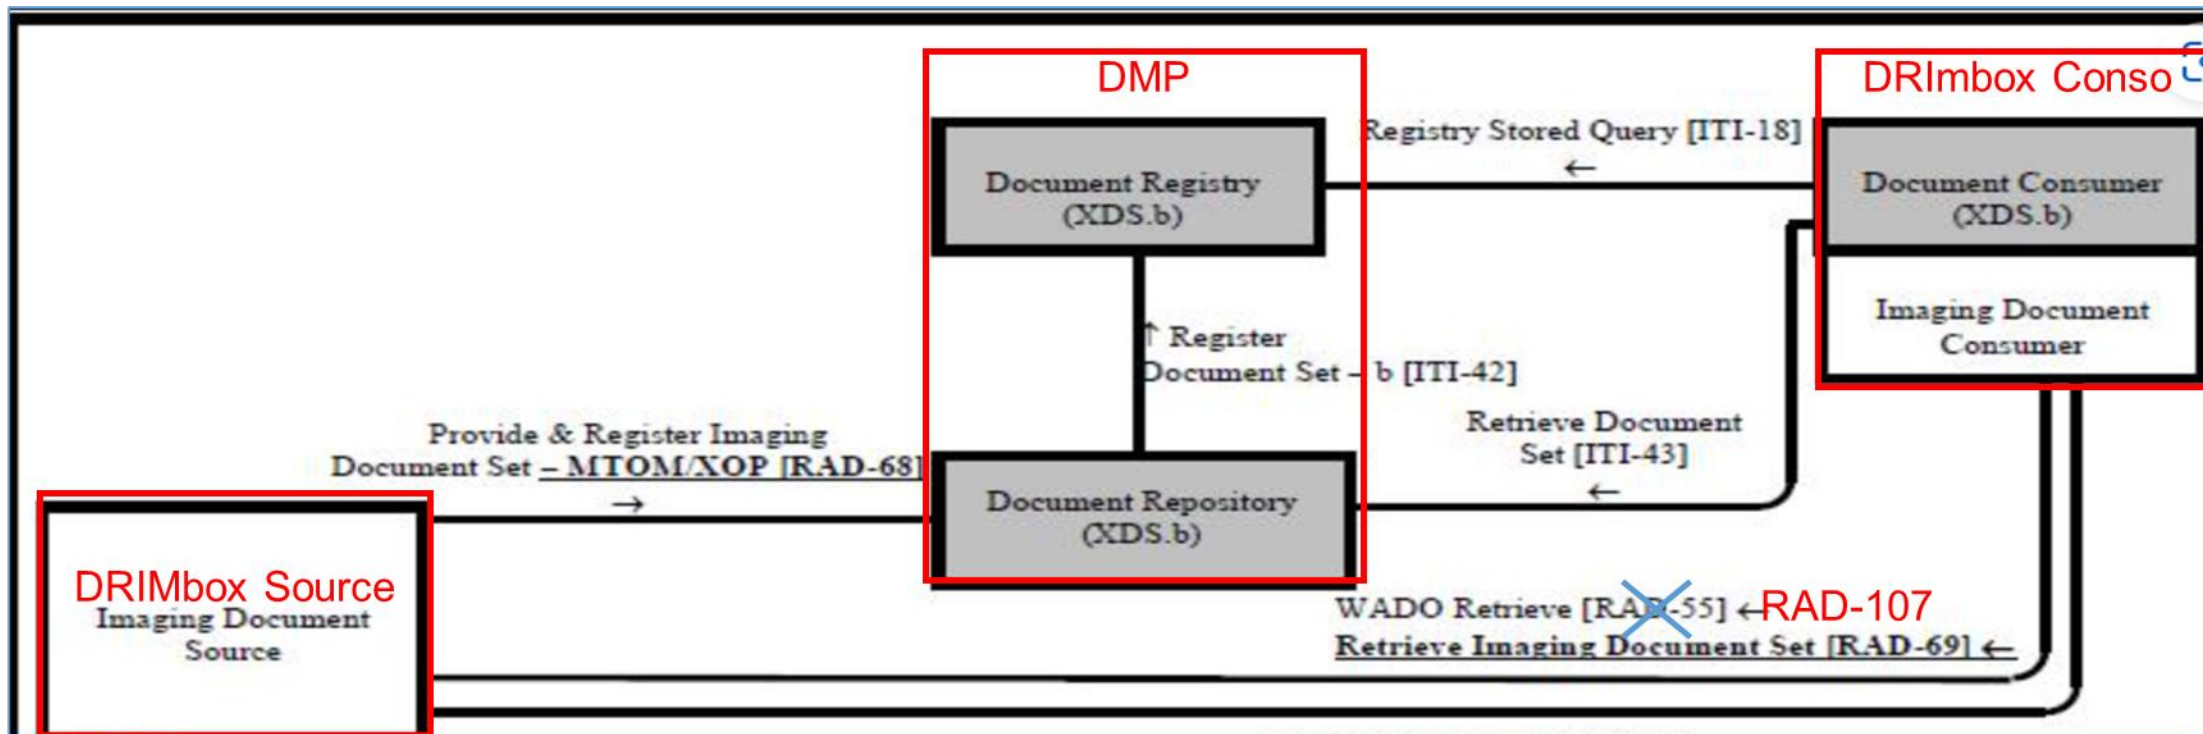 DMP
DRImbox Conso
Registry Stored Query [ITI-18]
←
Document Registry
(XDS.b)
Document Consumer
(XDS.b)
Imaging Document
Consumer
↑ Register
Document Set – b [ITI-42]
Retrieve Document
Set [ITI-43]
←
Provide & Register Imaging
Document Set – MTOM/XOP [RAD-68]
→
Document Repository
(XDS.b)
DRIMbox Source
Imaging Document
Source
WADO Retrieve [RAD-55] ←RAD-107
Retrieve Imaging Document Set [RAD-69] ←